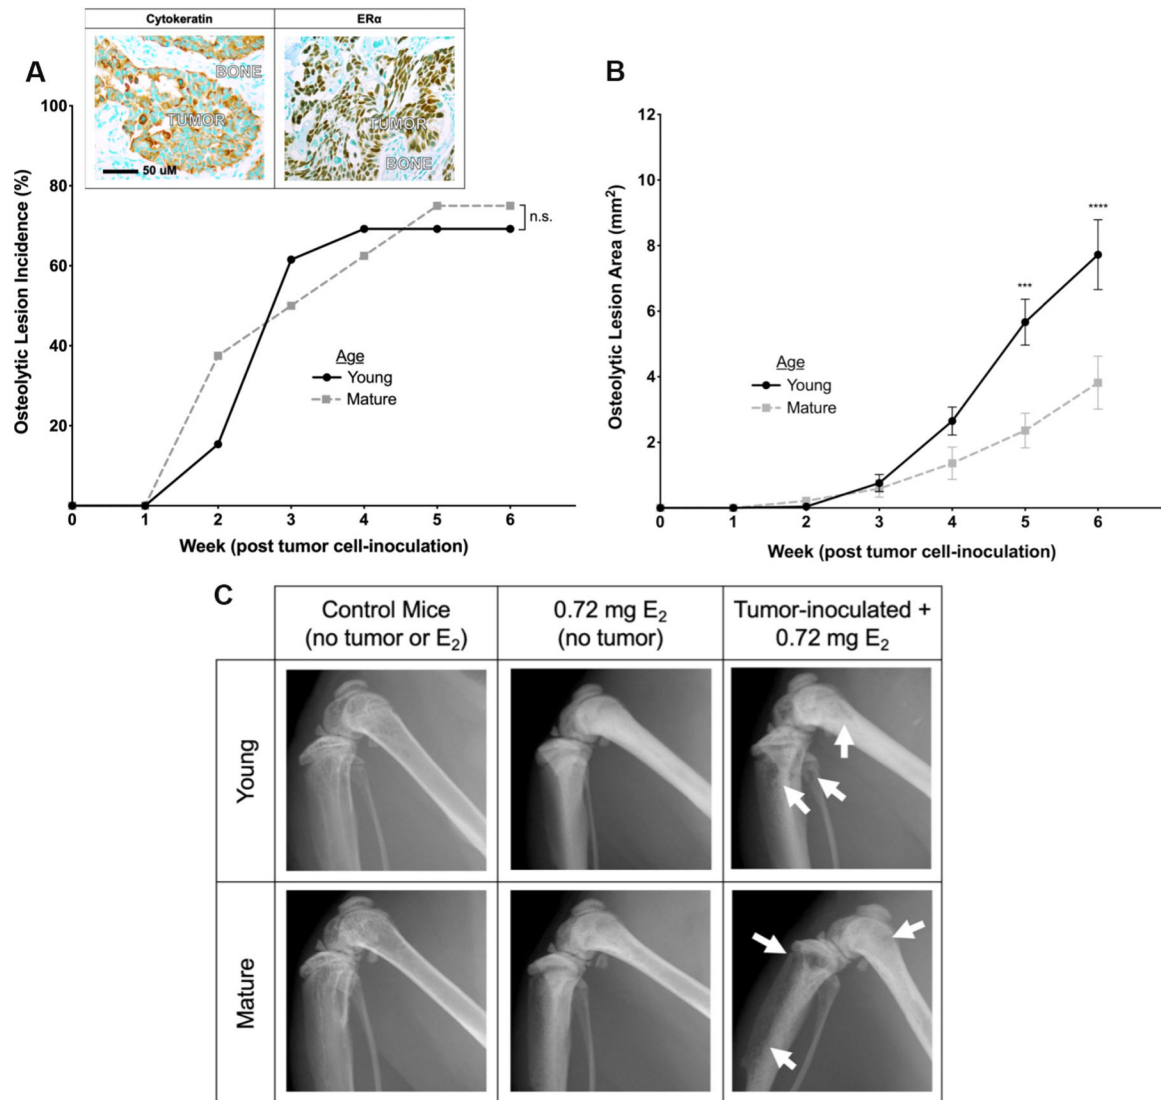 Cytokeratin
ERα
A
BONE
TUMOR
50 uM
TUMOR
BONE
Osteolytic Lesion Incidence (%)
100
80
60
40
20
n.s.
Age
Young
Mature
0 1 2 3 4 5 6
Week (post tumor cell-inoculation)
B
Osteolytic Lesion Area (mm²)
12
10
8
6
4
2
***
****
Age
Young
Mature
0 1 2 3 4 5 6
Week (post tumor cell-inoculation)
C
Control Mice
(no tumor or E₂)
0.72 mg E₂
(no tumor)
Tumor-inoculated +
0.72 mg E₂
Young
Mature